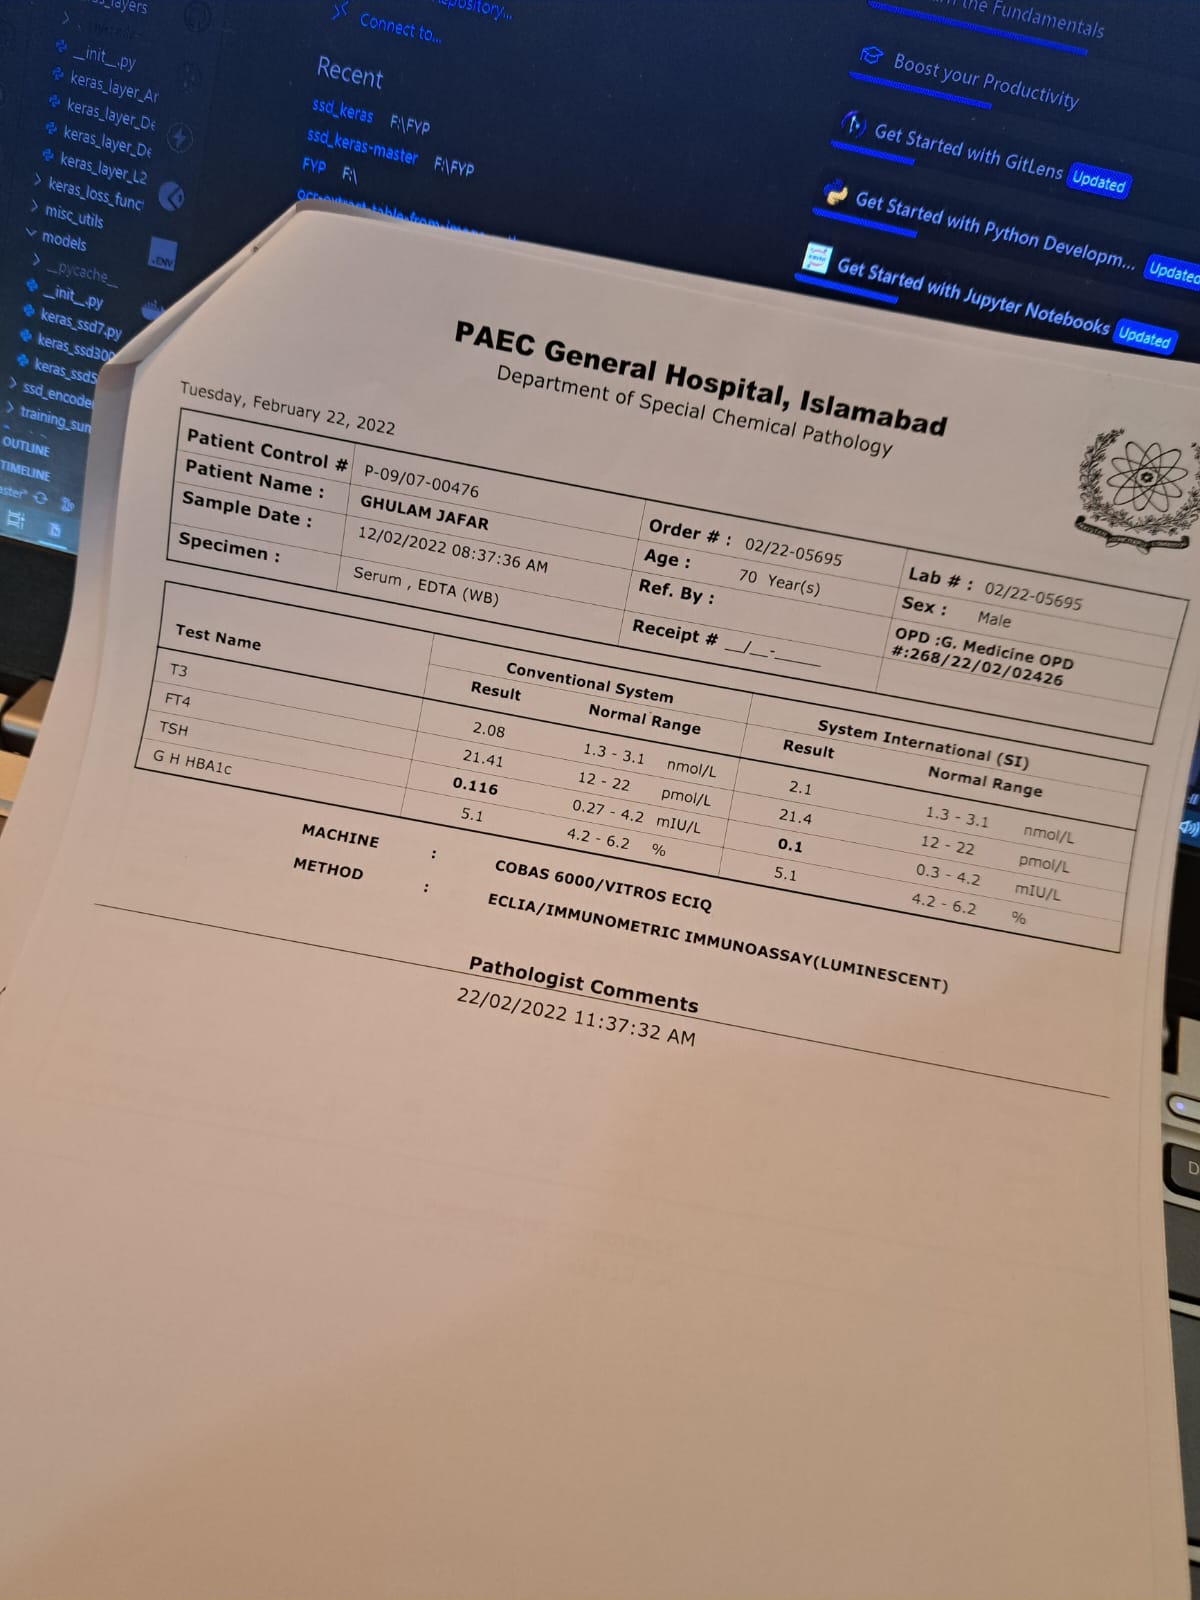 _layers
__init__.py
keras_layer_Ar
keras_layer_De
keras_layer_De
keras_layer_L2
keras_loss_funct
misc_utils
models
__pycache__
__init__.py
keras_ssd7.py
keras_ssd300
keras_ssd5
ssd_encode
training_sum
OUTLINE
TIMELINE
.ENV
Connect to...
Recent
ssd_keras F:\FYP
ssd_keras-master F:\FYP
FYP F:\
the Fundamentals
Boost your Productivity
Get Started with GitLens Updated
Get Started with Python Developm... Updated
Get Started with Jupyter Notebooks Updated
PAEC General Hospital, Islamabad
Department of Special Chemical Pathology
Tuesday, February 22, 2022
Patient Control # P-09/07-00476 Order # : 02/22-05695 Lab # : 02/22-05695
Patient Name : GHULAM JAFAR Age : 70 Year(s) Sex : Male
Sample Date : 12/02/2022 08:37:36 AM Ref. By : OPD :G. Medicine OPD
#:268/22/02/02426
Specimen : Serum , EDTA (WB) Receipt # __/__-____
Test Name Conventional System System International (SI)
Result Normal Range Result Normal Range
T3 2.08 1.3 - 3.1 nmol/L 2.1 1.3 - 3.1 nmol/L
FT4 21.41 12 - 22 pmol/L 21.4 12 - 22 pmol/L
TSH 0.116 0.27 - 4.2 mIU/L 0.1 0.3 - 4.2 mIU/L
G H HBA1c 5.1 4.2 - 6.2 % 5.1 4.2 - 6.2 %
MACHINE : COBAS 6000/VITROS ECIQ
METHOD : ECLIA/IMMUNOMETRIC IMMUNOASSAY(LUMINESCENT)
Pathologist Comments
22/02/2022 11:37:32 AM
D